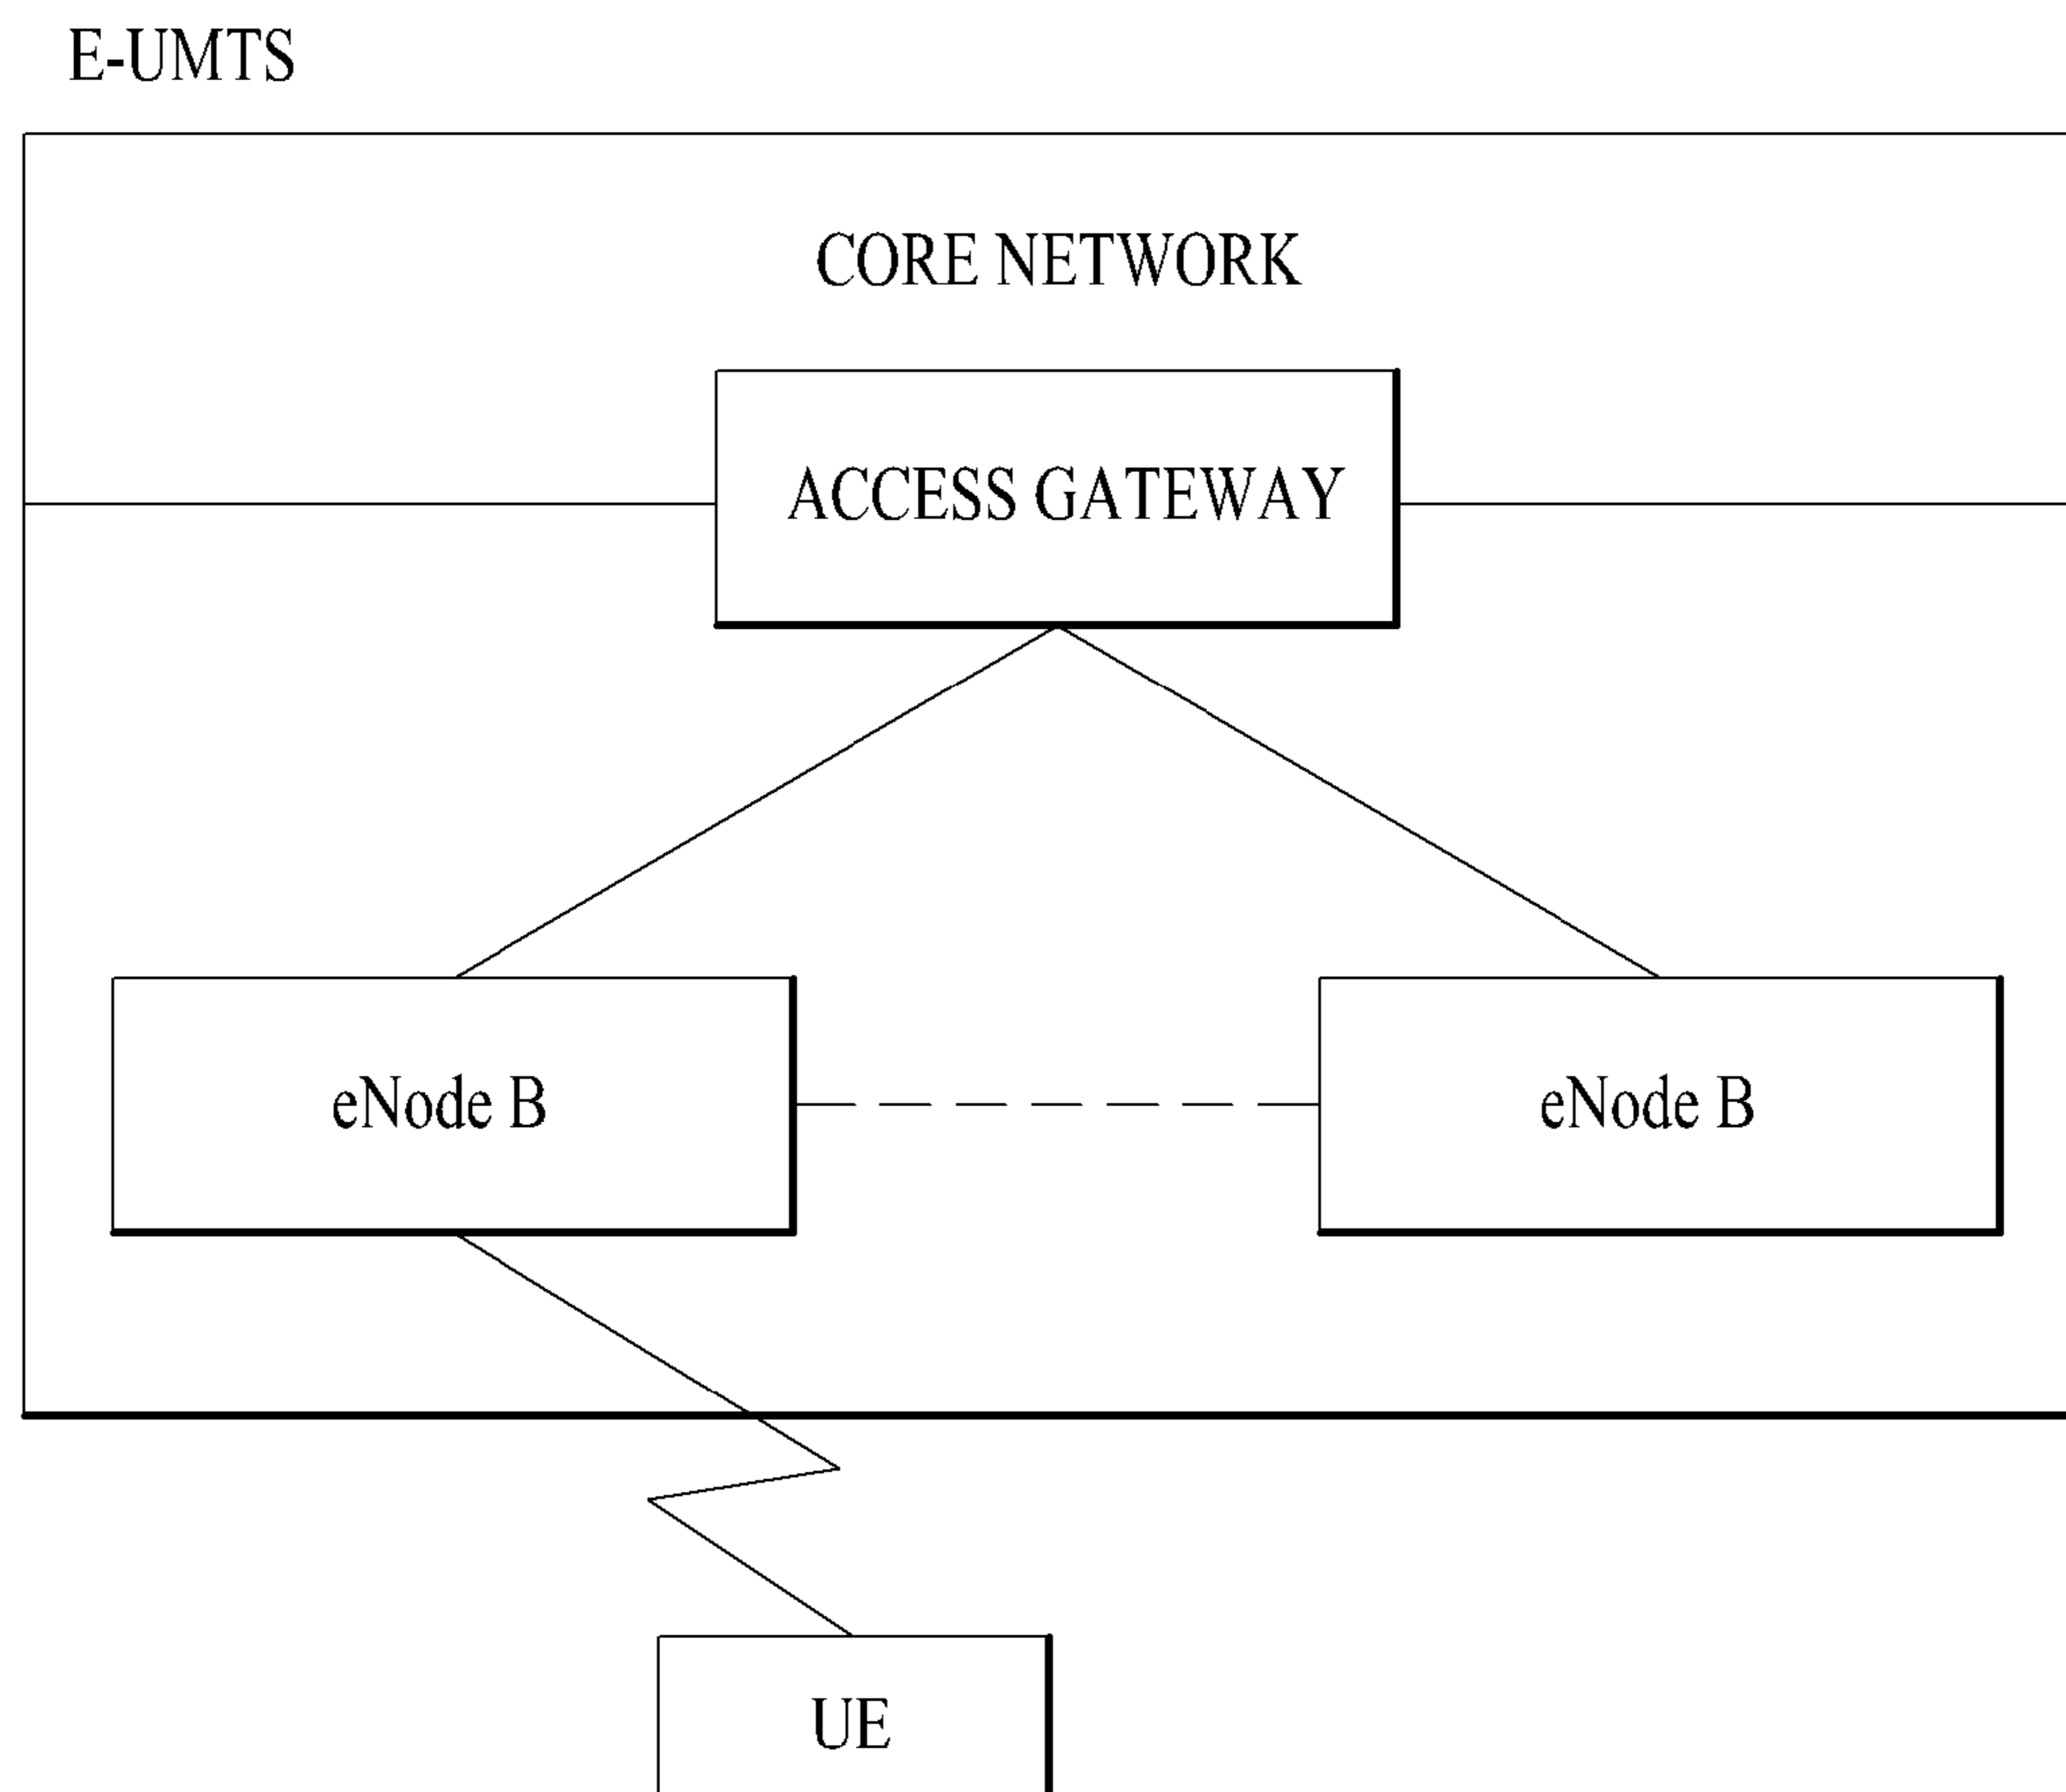 E-UMTS
CORE NETWORK
ACCESS GATEWAY
eNode B
eNode B
UE